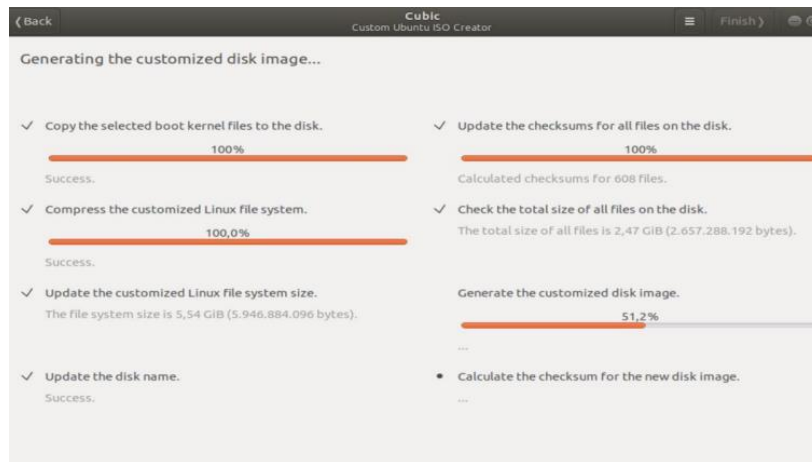 Back
Cubic
Custom Ubuntu ISO Creator
Finish
Generating the customized disk image...
Copy the selected boot kernel files to the disk.
100%
Success.
Compress the customized Linux file system.
100,0%
Success.
Update the customized Linux file system size.
The file system size is 5,54 GiB (5.946.884.096 bytes).
Update the disk name.
Success.
Update the checksums for all files on the disk.
100%
Calculated checksums for 608 files.
Check the total size of all files on the disk.
The total size of all files is 2,47 GiB (2.657.288.192 bytes).
Generate the customized disk image.
51,2%
...
Calculate the checksum for the new disk image.
...